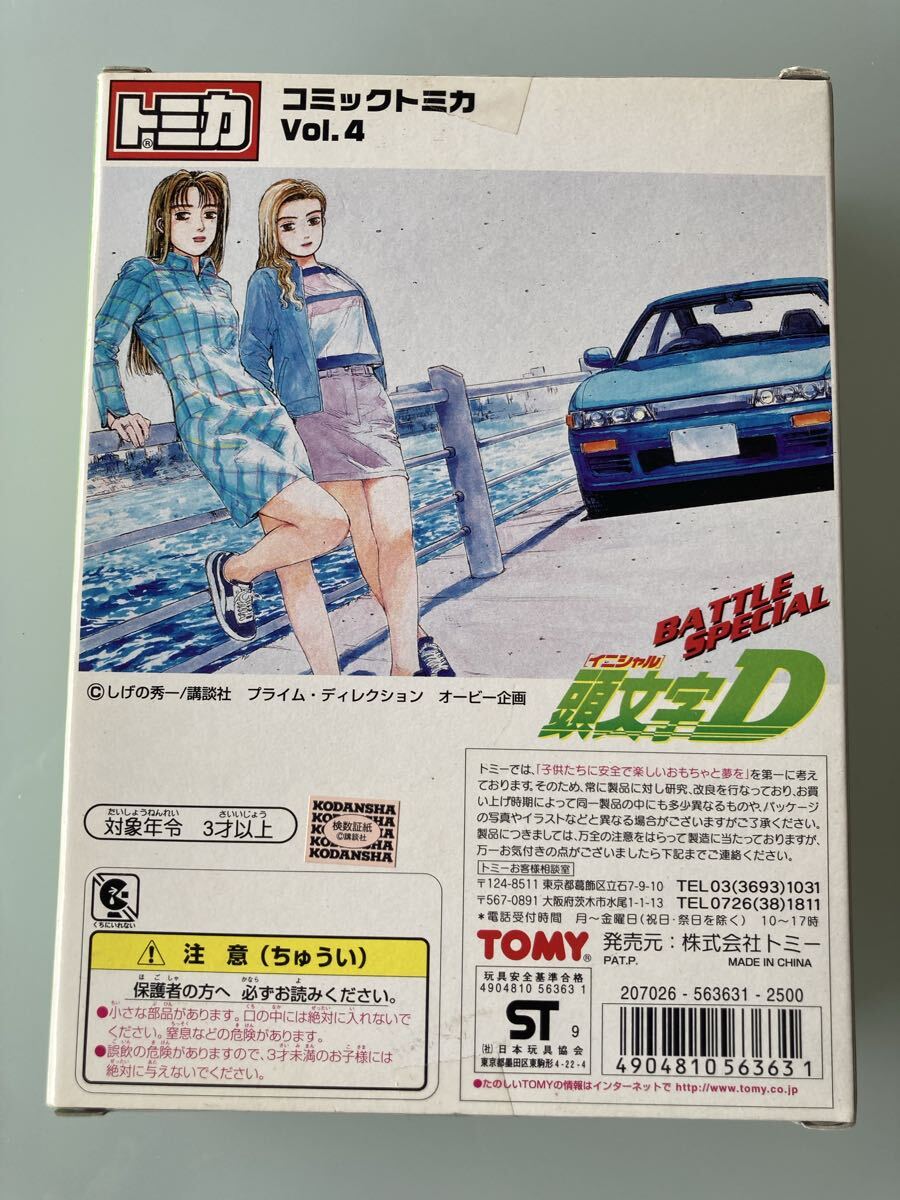 トミカ®
コミックトミカ
Vol.4
BATTLE
SPECIAL
イニシャル
頭文字D
©しげの秀一/講談社 プライム・ディレクション オービー企画
たいしょうねんれい さいいじょう
対象年令 3才以上
KODANSHA
検数証紙
©講談社
KODANSHA
くちにいれない
注意(ちゅうい)
ほごしゃ かなら よ
保護者の方へ 必ずお読みください。
●小さな部品があります。口の中には絶対に入れないで
ください。窒息などの危険があります。
●誤飲の危険がありますので、3才未満のお子様には
絶対に与えないでください。
トミーでは、「子供たちに安全で楽しいおもちゃと夢を」を第一に考え
ております。そのため、常に製品に対し研究、改良を行なっており、お買
い上げ時期によって同一製品の中にも多少異なるものや、パッケージ
の写真やイラストなどと異なる場合がございますがご了承ください。
製品につきましては、万全の注意をはらって製造に当たっておりますが、
万一お気付きの点がございましたら下記までご連絡ください。
トミーお客様相談室
〒124-8511 東京都葛飾区立石7-9-10 TEL03(3693)1031
〒567-0891 大阪府茨木市水尾1-1-13 TEL0726(38)1811
*電話受付時間 月〜金曜日(祝日・祭日を除く) 10〜17時
TOMY® 発売元:株式会社トミー
PAT.P. MADE IN CHINA
玩具安全基準合格
4904810 56363 1
ST 9
(社)日本玩具協会
東京都墨田区東駒形4-22-4
207026-563631-2500
4904810563631
●たのしいTOMYの情報はインターネットで http://www.tomy.co.jp